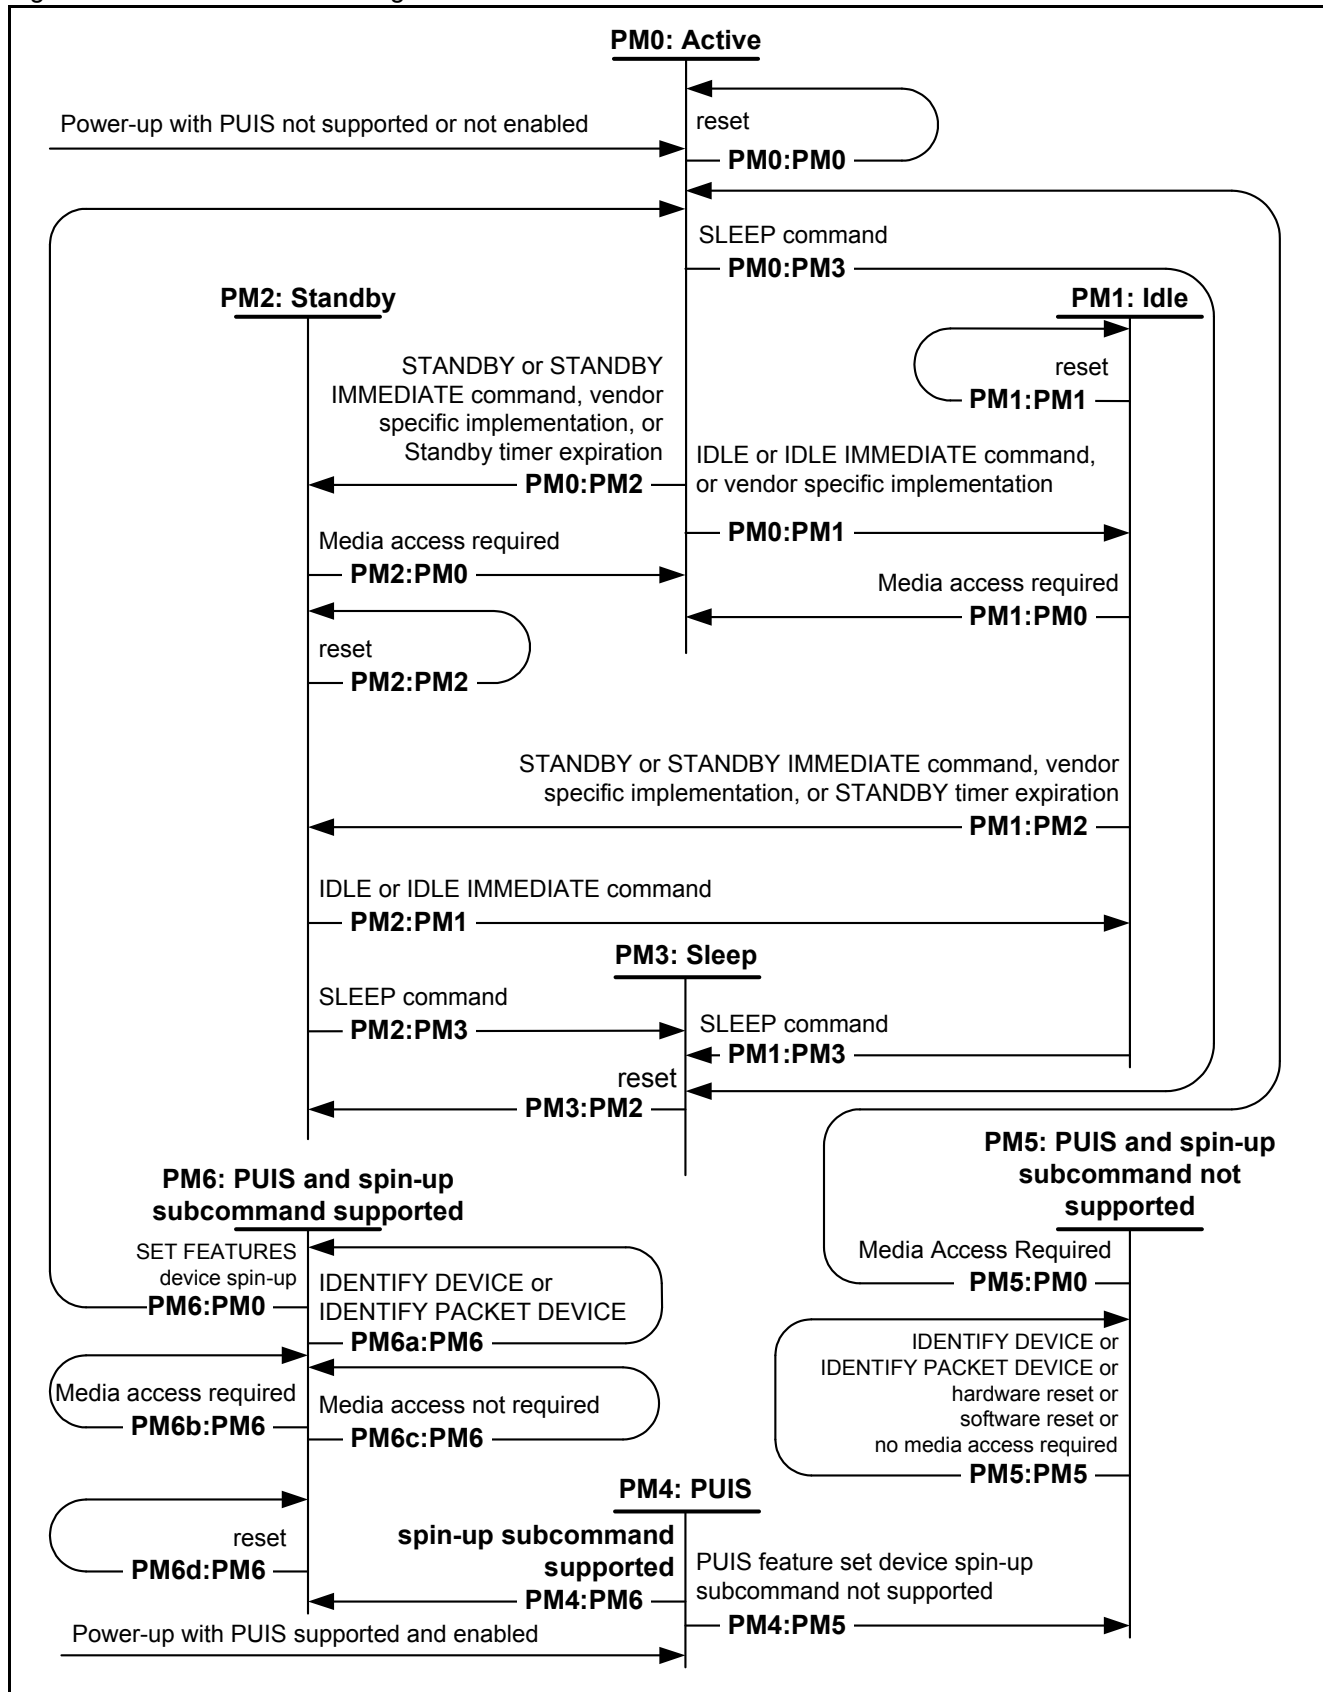 PM0: Active
reset
Power-up with PUIS not supported or not enabled
PM0:PM0
SLEEP command
PM0:PM3
PM2: Standby
PM1: Idle
STANDBY or STANDBY
IMMEDIATE command, vendor
specific implementation, or
Standby timer expiration
PM0:PM2
reset
PM1:PM1
IDLE or IDLE IMMEDIATE command,
or vendor specific implementation
PM0:PM1
Media access required
PM2:PM0
Media access required
PM1:PM0
reset
PM2:PM2
STANDBY or STANDBY IMMEDIATE command, vendor
specific implementation, or STANDBY timer expiration
PM1:PM2
IDLE or IDLE IMMEDIATE command
PM2:PM1
PM3: Sleep
SLEEP command
PM2:PM3
SLEEP command
PM1:PM3
reset
PM3:PM2
PM5: PUIS and spin-up
subcommand not
supported
PM6: PUIS and spin-up
subcommand supported
SET FEATURES
device spin-up
PM6:PM0
IDENTIFY DEVICE or
IDENTIFY PACKET DEVICE
PM6a:PM6
Media Access Required
PM5:PM0
IDENTIFY DEVICE or
IDENTIFY PACKET DEVICE or
hardware reset or
software reset or
no media access required
PM5:PM5
Media access required
PM6b:PM6
Media access not required
PM6c:PM6
PM4: PUIS
reset
PM6d:PM6
spin-up subcommand
supported
PM4:PM6
PUIS feature set device spin-up
subcommand not supported
PM4:PM5
Power-up with PUIS supported and enabled